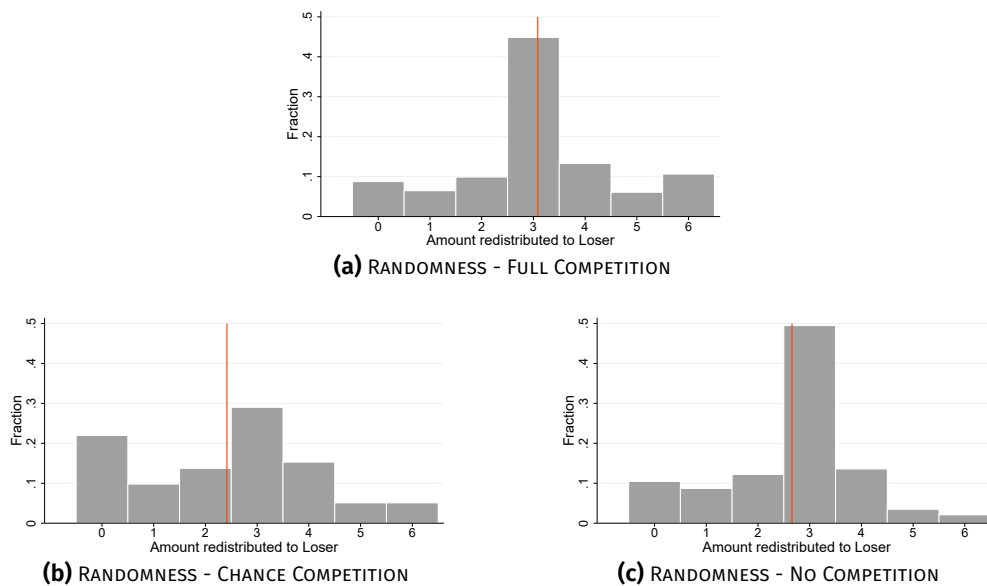 .5
.4
.3
.2
.1
0
Fraction
0 1 2 3 4 5 6
Amount redistributed to Loser
(a) RANDOMNESS - FULL COMPETITION
.5
.4
.3
.2
.1
0
Fraction
0 1 2 3 4 5 6
Amount redistributed to Loser
(b) RANDOMNESS - CHANCE COMPETITION
.5
.4
.3
.2
.1
0
Fraction
0 1 2 3 4 5 6
Amount redistributed to Loser
(c) RANDOMNESS - NO COMPETITION